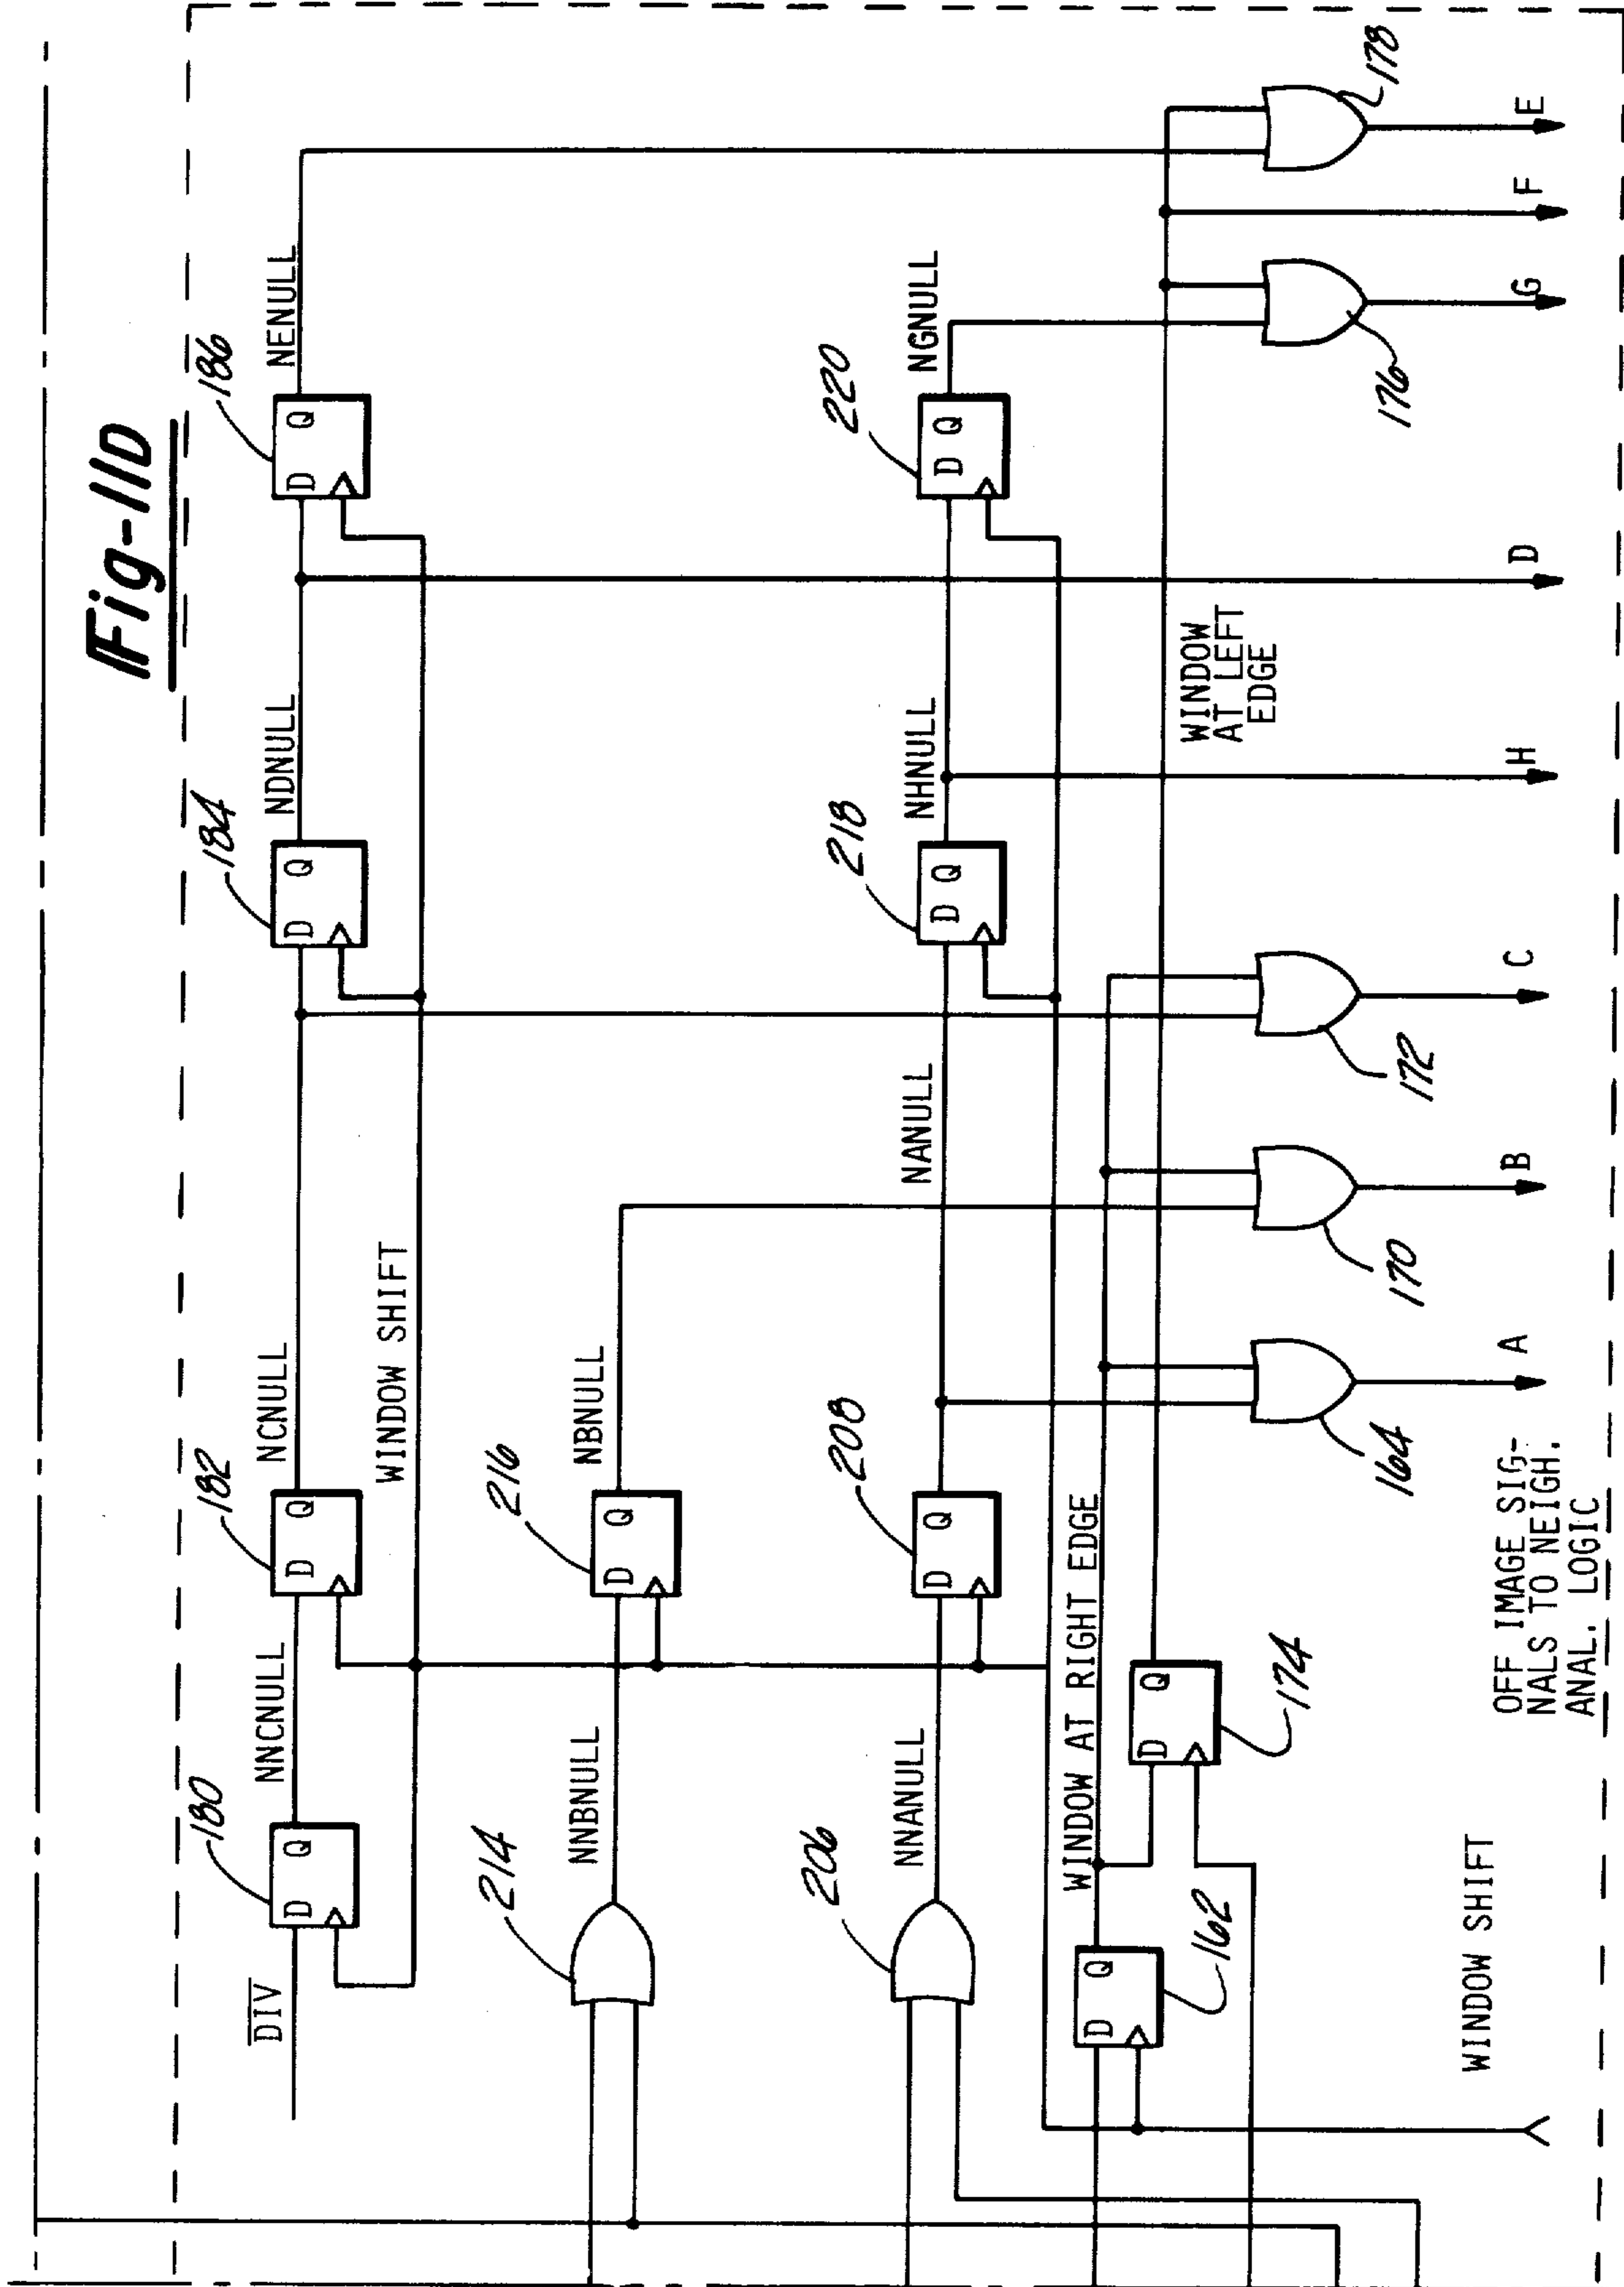 Fig-11D
180
182
184
186
D Q
D Q
D Q
D Q
DIV
NNCNULL
NCNULL
NDNULL
NENULL
WINDOW SHIFT
214
216
NNBNULL
NBNULL
D Q
206
208
218
220
NNANULL
NANULL
NHNULL
NGNULL
D Q
D Q
D Q
WINDOW AT RIGHT EDGE
WINDOW
AT LEFT
EDGE
D Q
D Q
162
174
164
170
172
176
178
WINDOW SHIFT
OFF IMAGE SIG-
NALS TO NEIGH.
ANAL. LOGIC
A
B
C
H
D
G
F
E